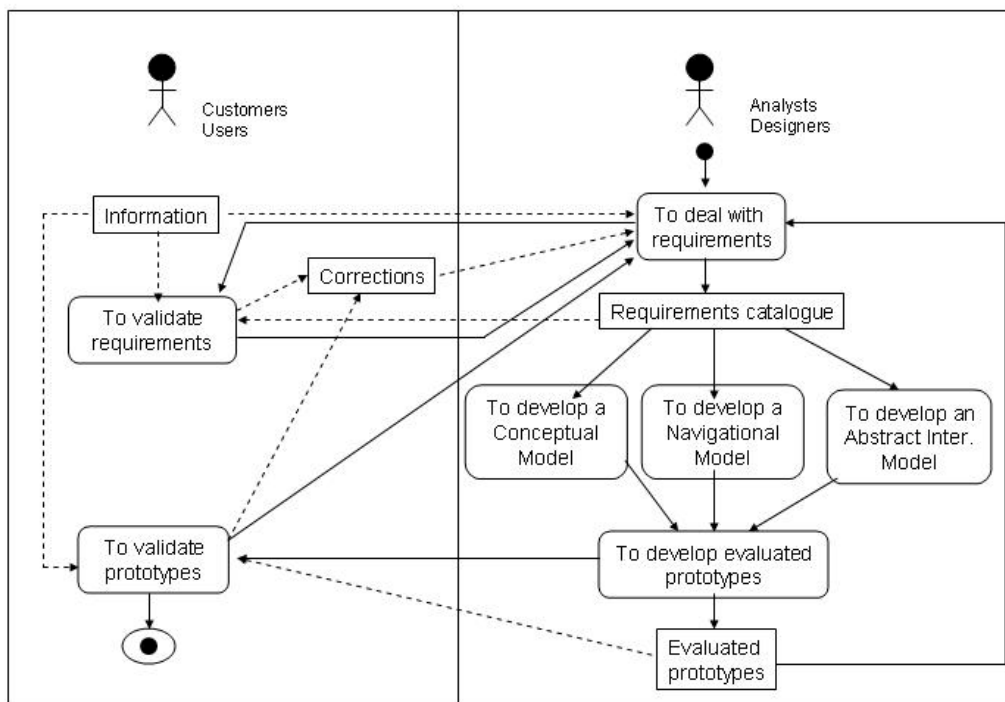 Customers
Users
Analysts
Designers
Information
To deal with
requirements
Corrections
To validate
requirements
Requirements catalogue
To develop a
Conceptual
Model
To develop a
Navigational
Model
To develop an
Abstract Inter.
Model
To validate
prototypes
To develop evaluated
prototypes
Evaluated
prototypes